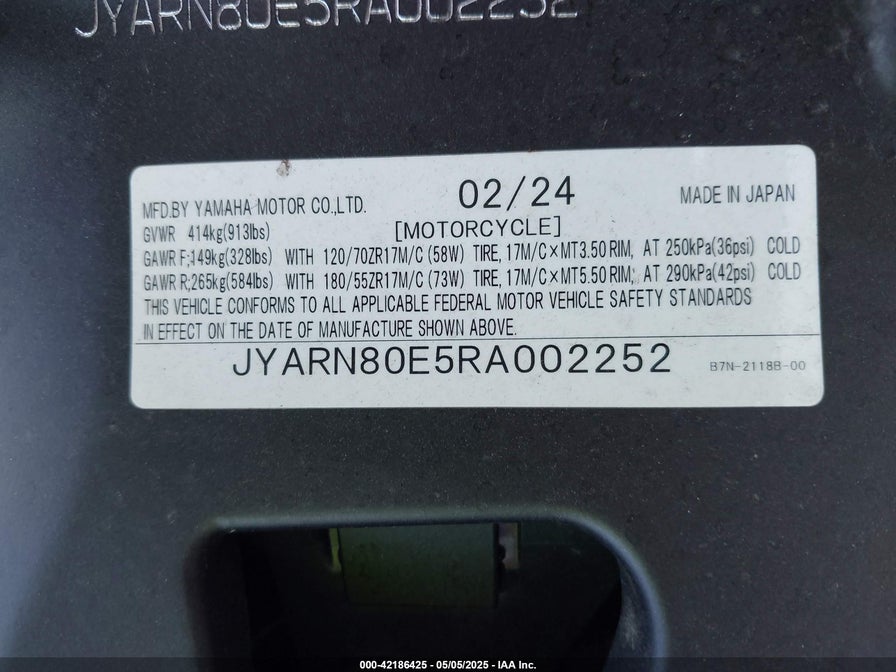 JYARN80E5RA002252
MFD.BY YAMAHA MOTOR CO.,LTD. 02/24 MADE IN JAPAN
GVWR 414kg(913lbs) [MOTORCYCLE]
GAWR F;149kg(328lbs) WITH 120/70ZR17M/C (58W) TIRE, 17M/C×MT3.50 RIM, AT 250kPa(36psi) COLD
GAWR R;265kg(584lbs) WITH 180/55ZR17M/C (73W) TIRE, 17M/C×MT5.50 RIM, AT 290kPa(42psi) COLD
THIS VEHICLE CONFORMS TO ALL APPLICABLE FEDERAL MOTOR VEHICLE SAFETY STANDARDS
IN EFFECT ON THE DATE OF MANUFACTURE SHOWN ABOVE.
JYARN80E5RA002252 B7N-2118B-00
000-42186425 - 05/05/2025 - IAA Inc.